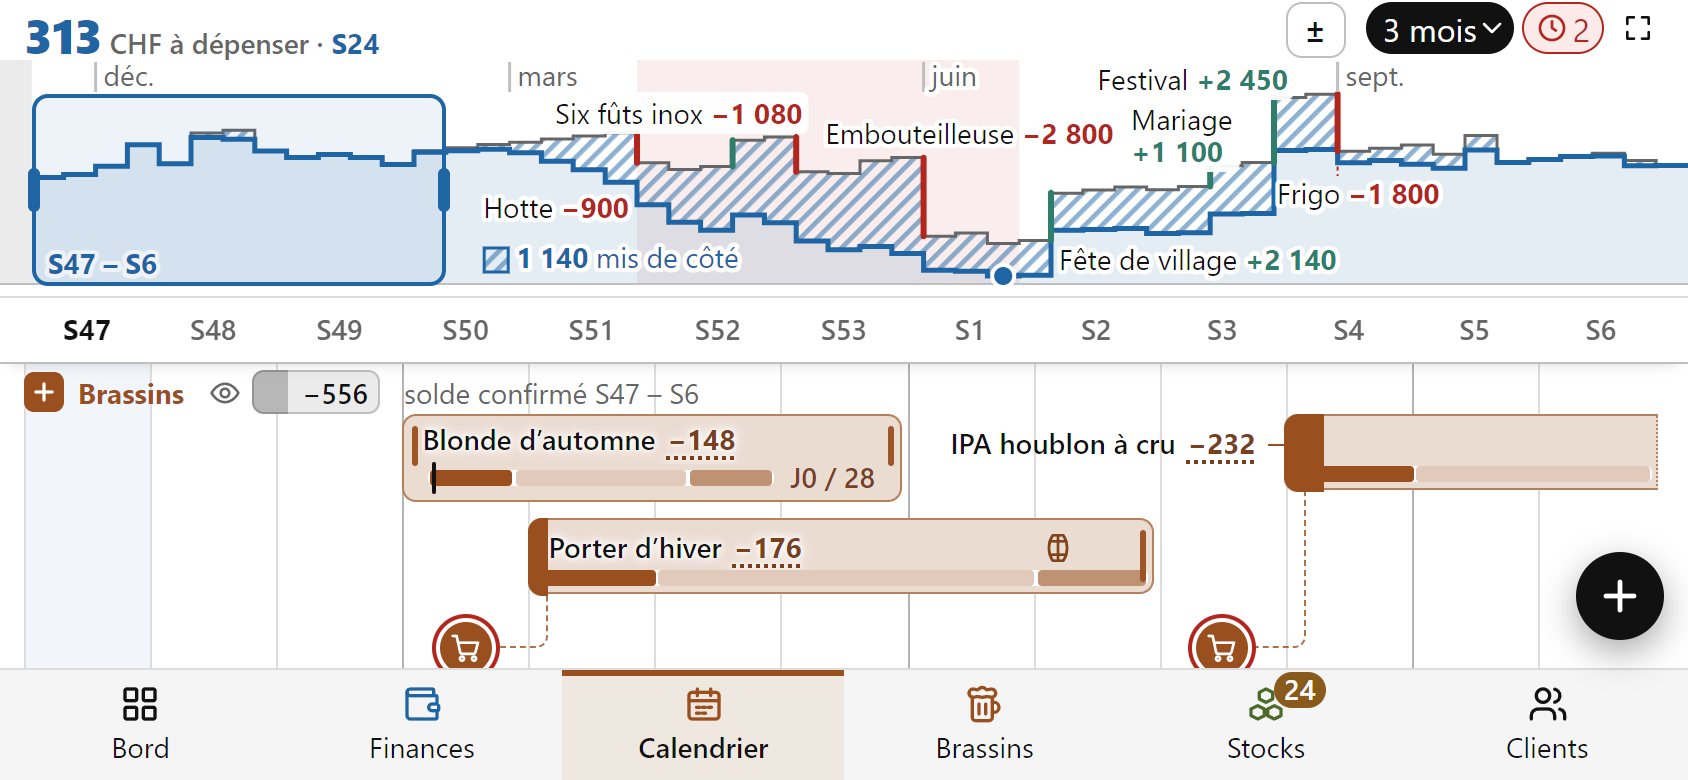 313 CHF à dépenser · S24
± 3 mois 2
déc. mars juin sept.
Festival +2 450
Six fûts inox −1 080
Embouteilleuse −2 800
Mariage
+1 100
Hotte −900
Frigo −1 800
S47 – S6
1 140 mis de côté
Fête de village +2 140
S47 S48 S49 S50 S51 S52 S53 S1 S2 S3 S4 S5 S6
+ Brassins −556 solde confirmé S47 – S6
Blonde d’automne −148
J0 / 28
IPA houblon à cru −232
Porter d’hiver −176
+
24
Bord Finances Calendrier Brassins Stocks Clients